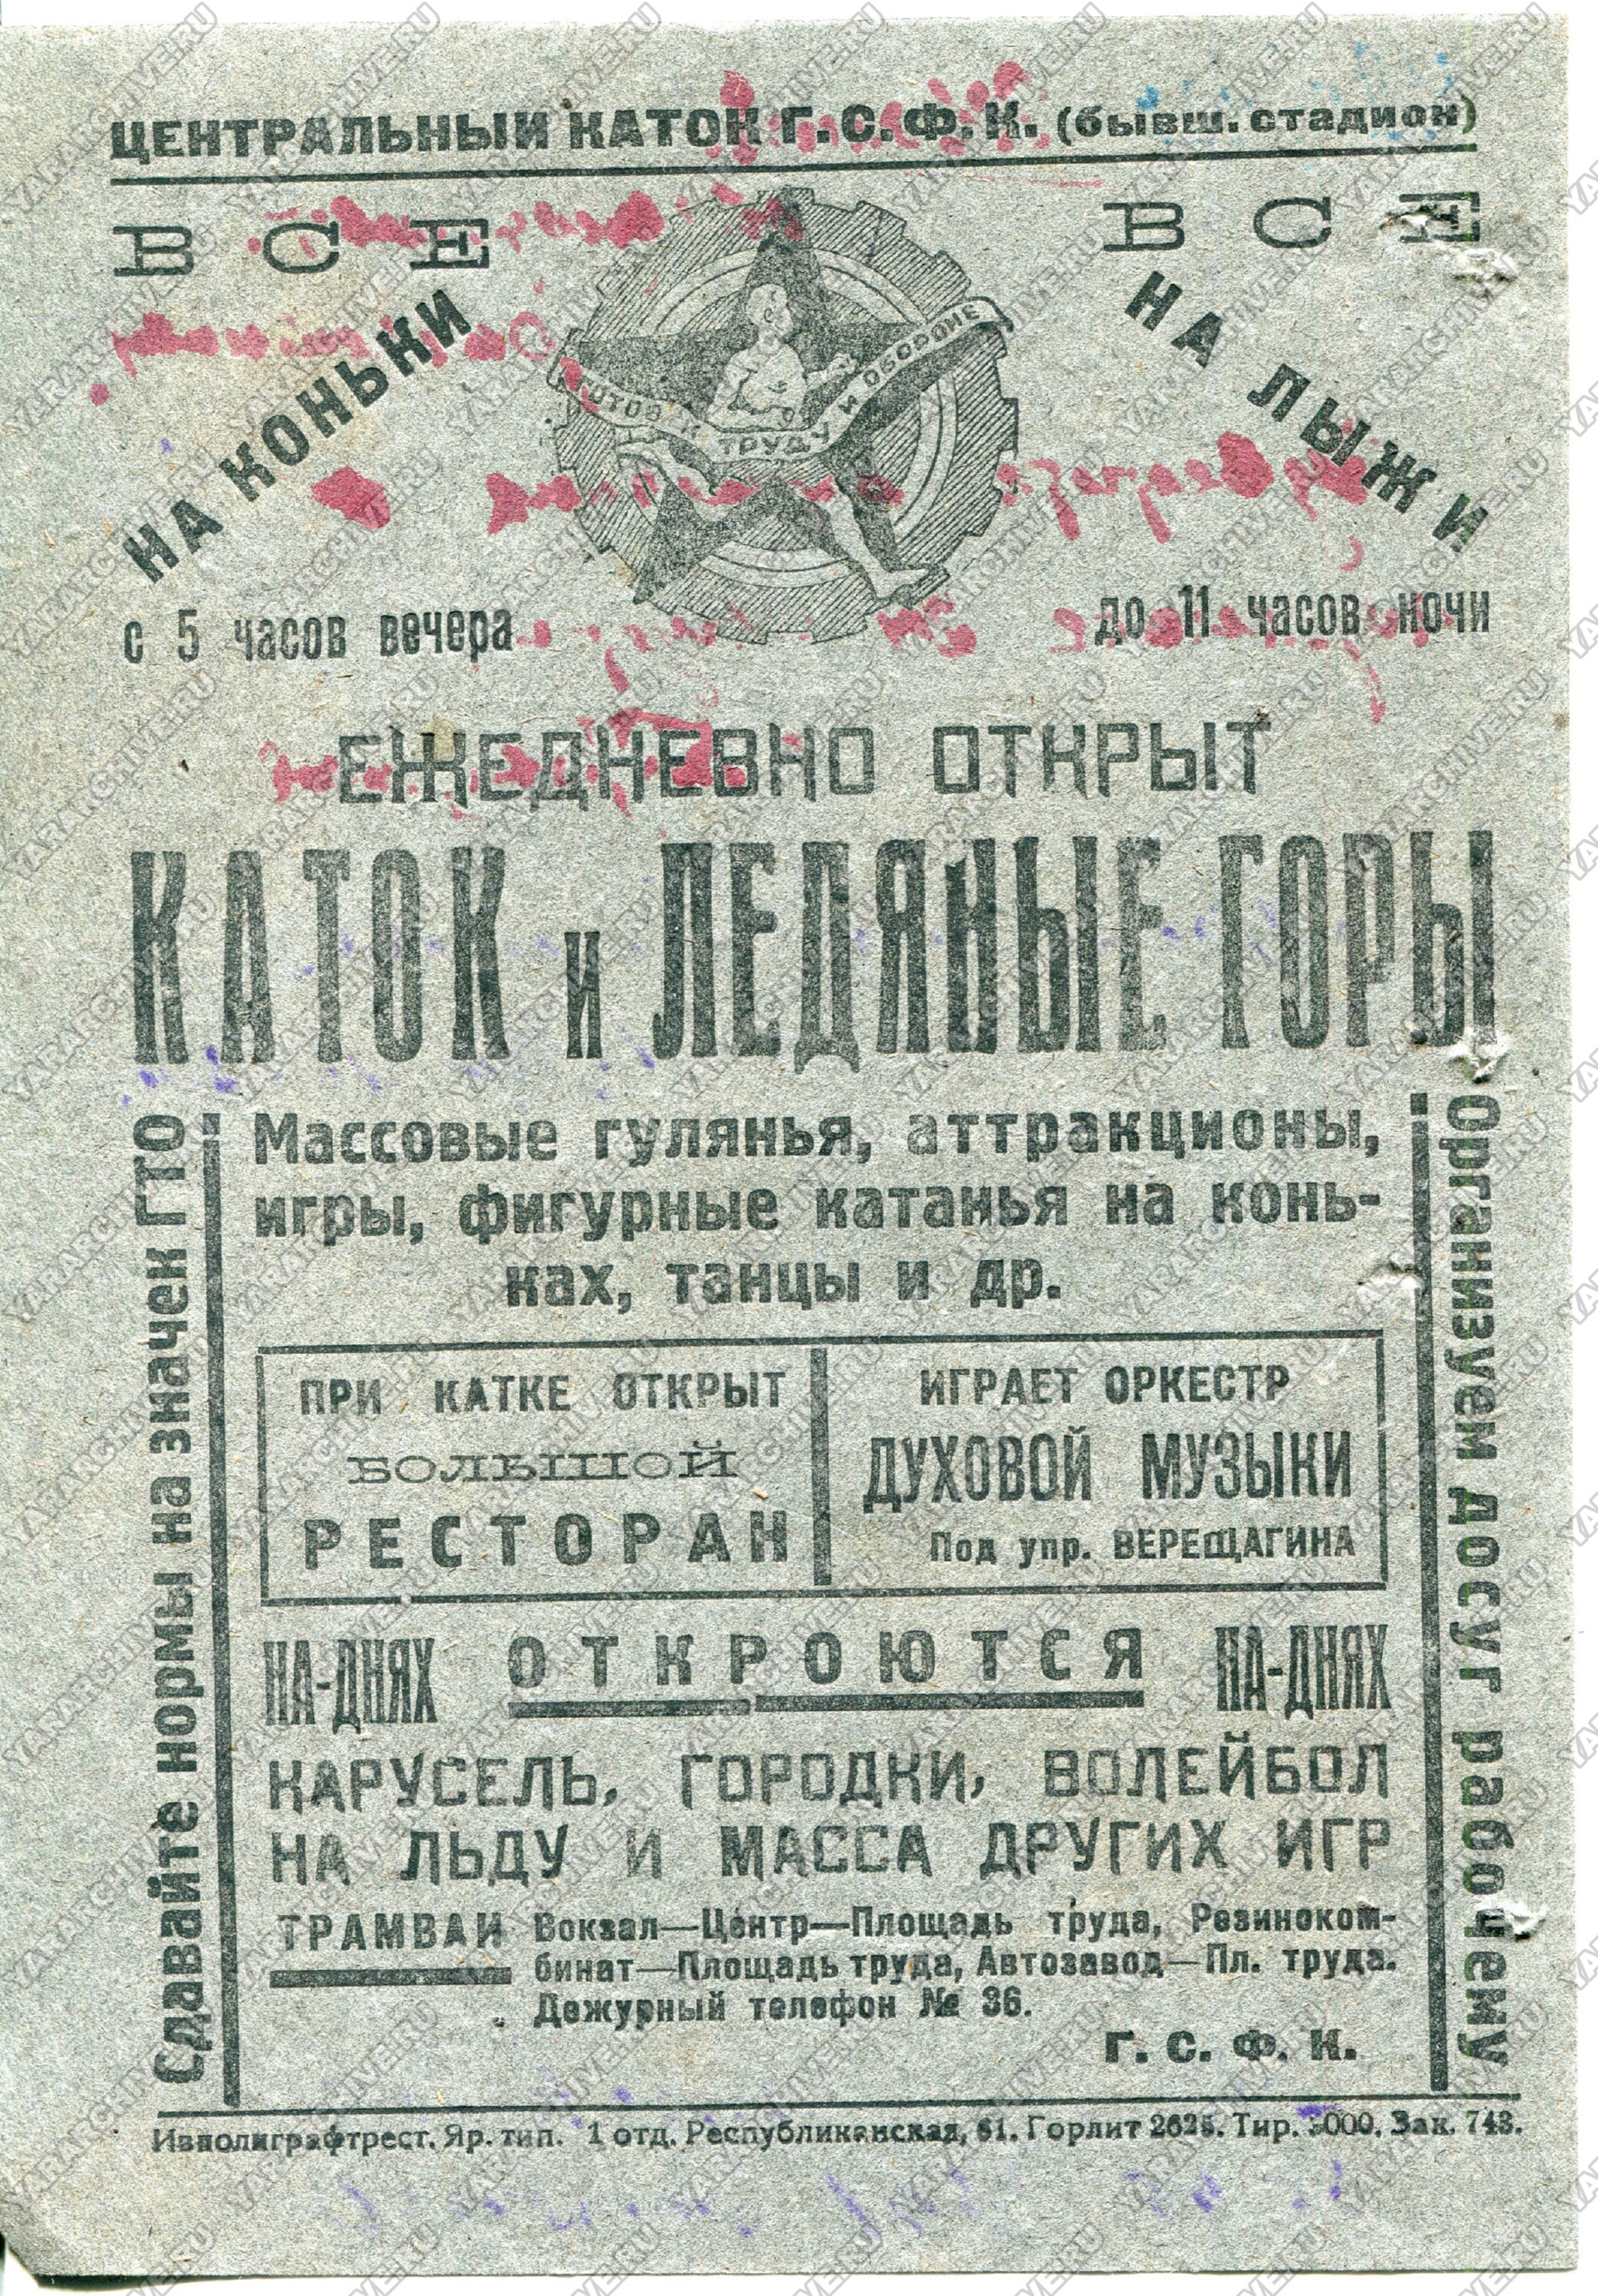 ЦЕНТРАЛЬНЫЙ КАТОК Г.С.Ф.К. (бывш. стадион)
ВСЕ ВСЕ
НА КОНЬКИ НА ЛЫЖИ
ГОТОВ К ТРУДУ И ОБОРОНЕ
с 5 часов вечера до 11 часов ночи
ЕЖЕДНЕВНО ОТКРЫТ
КАТОК и ЛЕДЯНЫЕ ГОРЫ
Сдавайте нормы на значек ГТО
Массовые гулянья, аттракционы,
игры, фигурные катанья на конь-
ках, танцы и др.
ПРИ КАТКЕ ОТКРЫТ
БОЛЬШОЙ
РЕСТОРАН
ИГРАЕТ ОРКЕСТР
ДУХОВОЙ МУЗЫКИ
Под упр. ВЕРЕЩАГИНА
НА-ДНЯХ ОТКРОЮТСЯ НА-ДНЯХ
КАРУСЕЛЬ, ГОРОДКИ, ВОЛЕЙБОЛ
НА ЛЬДУ И МАССА ДРУГИХ ИГР
ТРАМВАИ Вокзал—Центр—Площадь труда, Резиноком-
бинат—Площадь труда, Автозавод—Пл. труда.
Дежурный телефон № 36.
Г. С. Ф. К.
Организуем досуг рабочему
Ивполиграфтрест. Яр. тип. 1 отд. Республиканская, 61. Горлит Тир. Зак. 743.
YARARCHIVE.RU